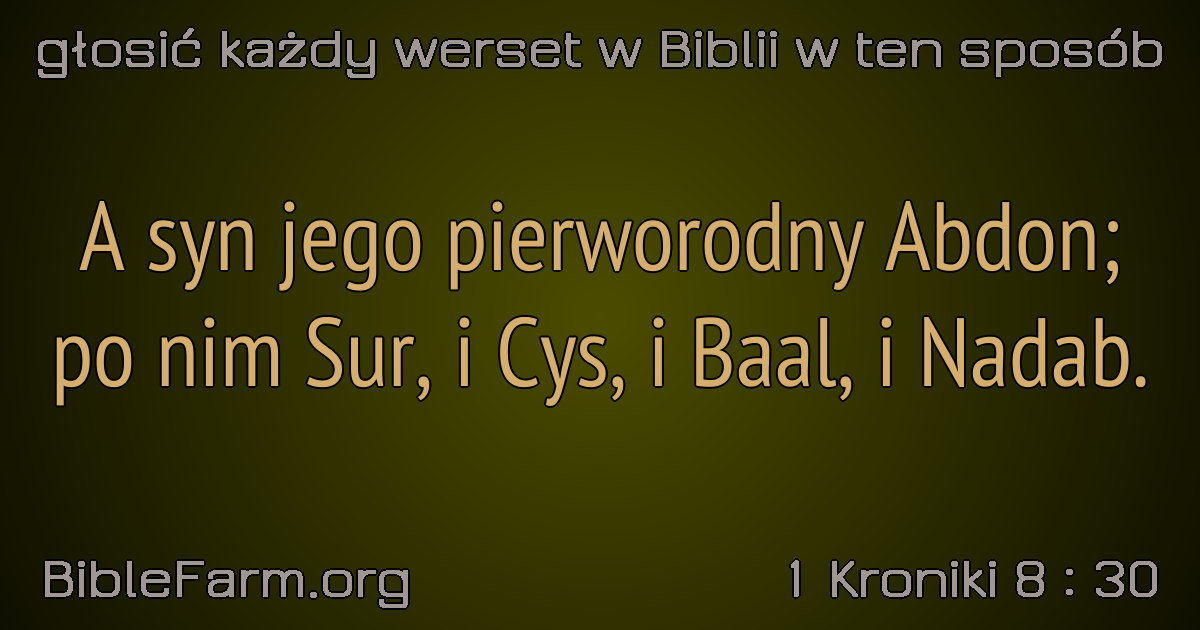 głosić każdy werset w Biblii w ten sposób
A syn jego pierworodny Abdon;
po nim Sur, i Cys, i Baal, i Nadab.
BibleFarm.org
1 Kroniki 8 : 30